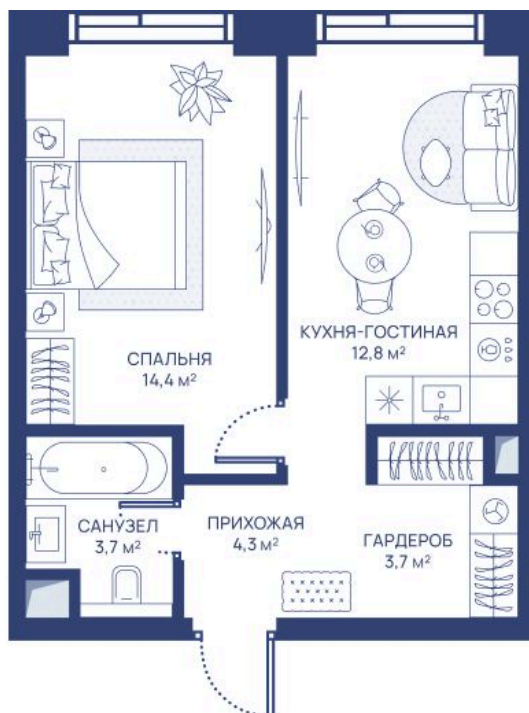 КУХНЯ-ГОСТИНАЯ
12,8 м²
СПАЛЬНЯ
14,4 м²
САНУЗЕЛ
3,7 м²
ПРИХОЖАЯ
4,3 м²
ГАРДЕРОБ
3,7 м²